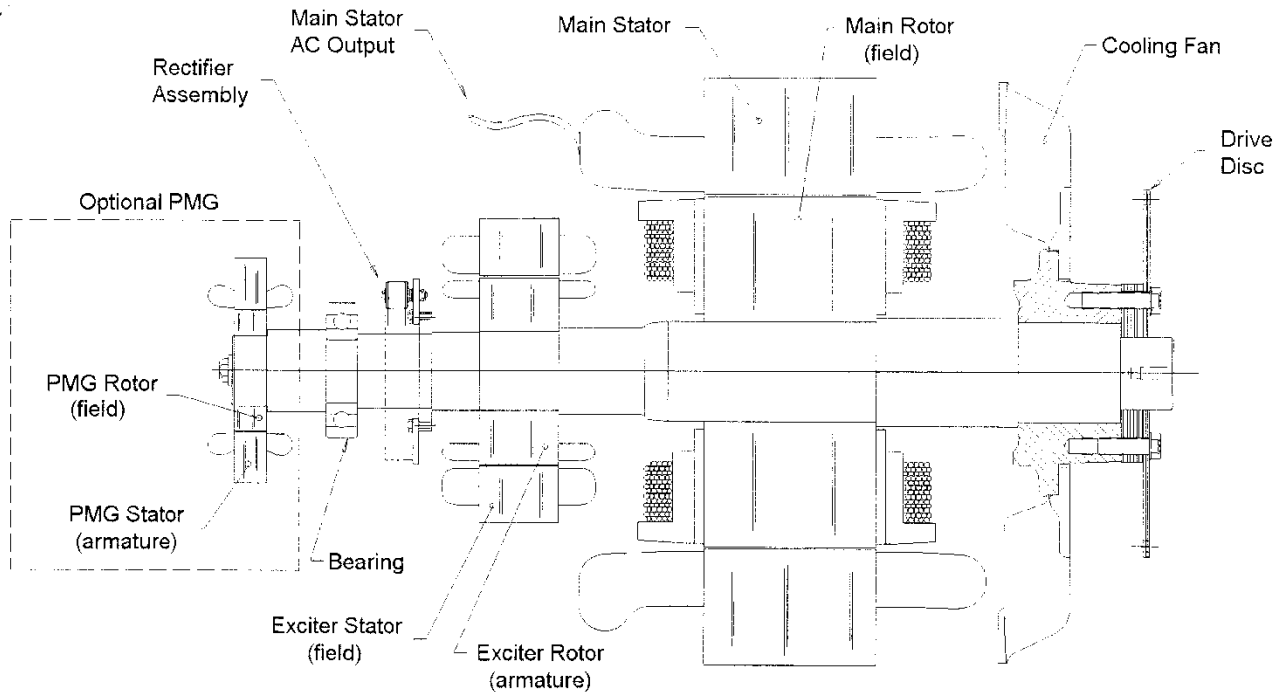 Main Stator
AC Output
Main Stator
Main Rotor
(field)
Cooling Fan
Rectifier
Assembly
Drive
Disc
Optional PMG
PMG Rotor
(field)
PMG Stator
(armature)
Bearing
Exciter Stator
(field)
Exciter Rotor
(armature)